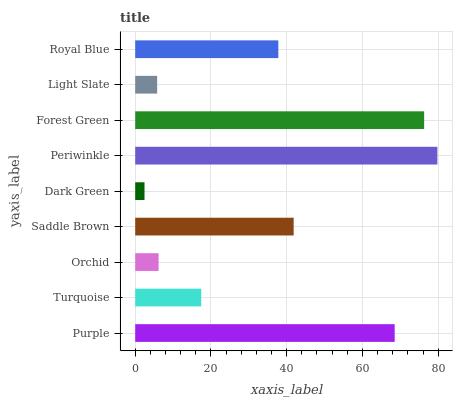 title
Royal Blue
Light Slate
Forest Green
Periwinkle
Dark Green
Saddle Brown
Orchid
Turquoise
Purple
yaxis_label
0 20 40 60 80
xaxis_label